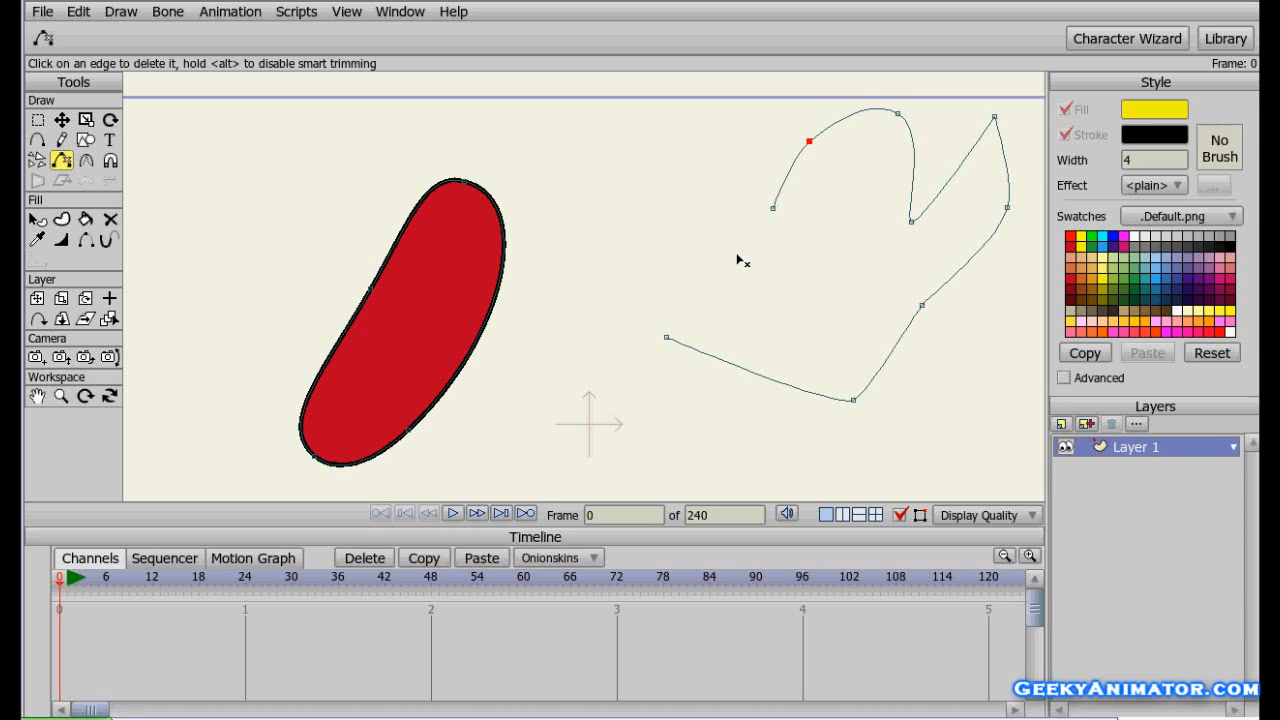 File Edit Draw Bone Animation Scripts View Window Help
Character Wizard Library
Click on an edge to delete it, hold <alt> to disable smart trimming Frame: 0
Tools
Draw
T
Fill
Layer
Camera
Workspace
Style
Fill
Stroke
No Brush
Width 4
Effect <plain> ...
Swatches .Default.png
Copy Paste Reset
Advanced
Layers
Layer 1
Frame 0 of 240 Display Quality
Timeline
Channels Sequencer Motion Graph Delete Copy Paste Onionskins
0 6 12 18 24 30 36 42 48 54 60 66 72 78 84 90 96 102 108 114 120
0 1 2 3 4 5
GeekyAnimator.com